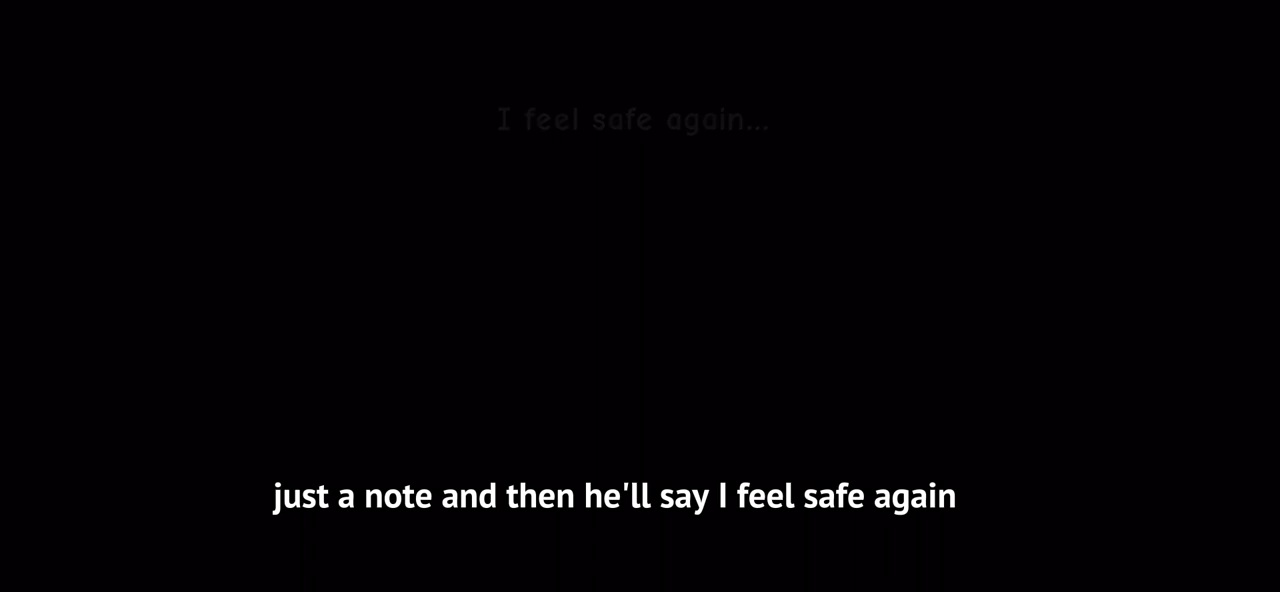 I feel safe again...
just a note and then he'll say I feel safe again